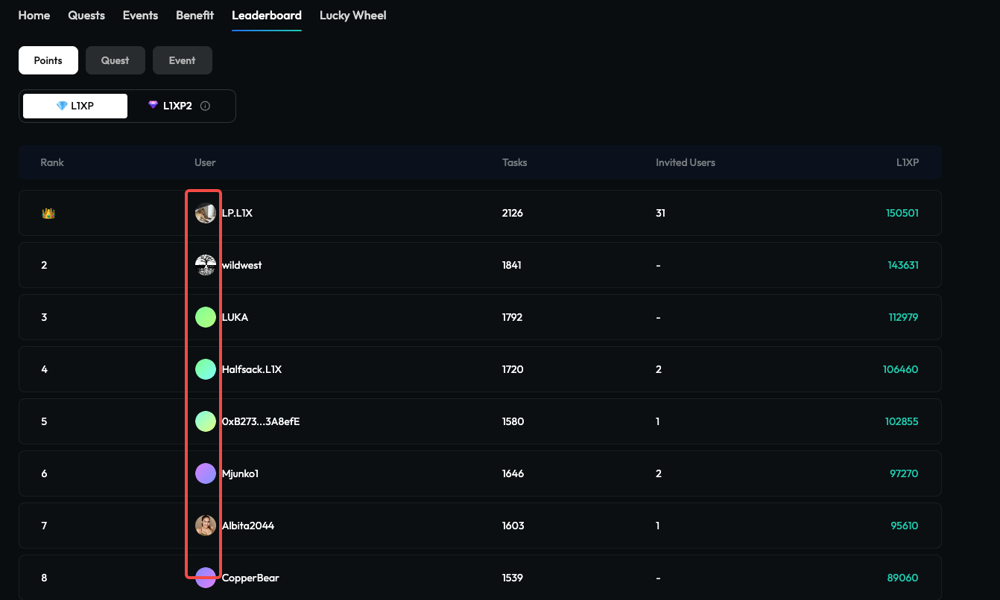 Home Quests Events Benefit Leaderboard Lucky Wheel
Points Quest Event
L1XP L1XP2
Rank User Tasks Invited Users L1XP
LP.L1X 2126 31 150501
2 wildwest 1841 - 143631
3 LUKA 1792 - 112979
4 Halfsack.L1X 1720 2 106460
5 0xB273...3A8efE 1580 1 102855
6 Mjunko1 1646 2 97270
7 Albita2044 1603 1 95610
8 CopperBear 1539 - 89060